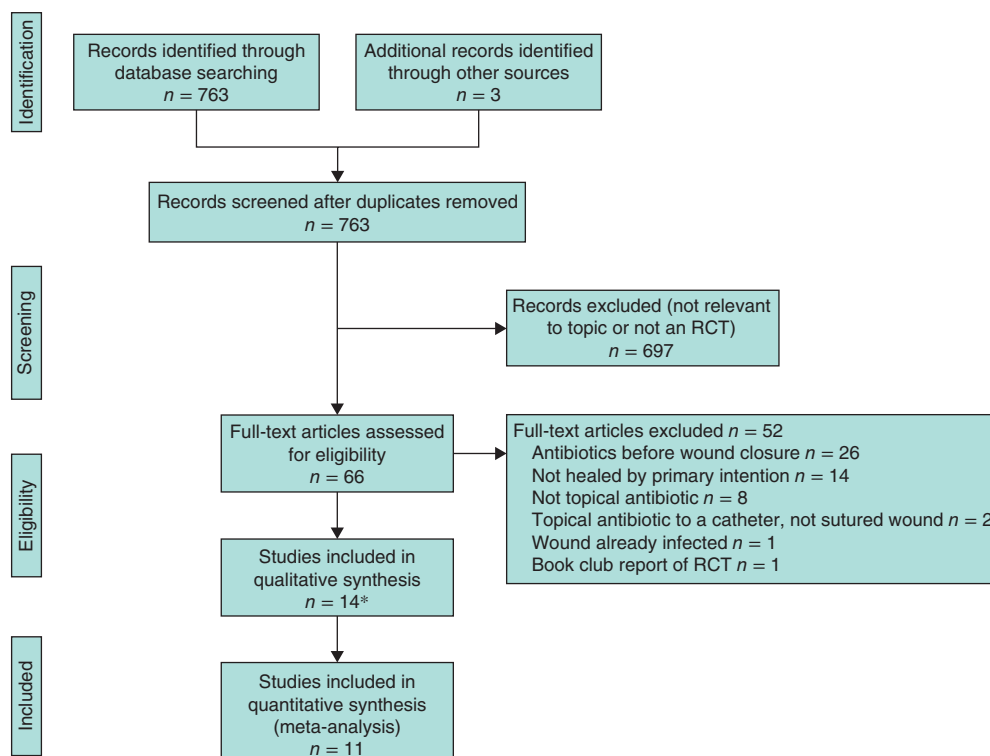 Identification
Records identified through
database searching
n = 763
Additional records identified
through other sources
n = 3
Records screened after duplicates removed
n = 763
Screening
Records excluded (not relevant
to topic or not an RCT)
n = 697
Eligibility
Full-text articles assessed
for eligibility
n = 66
Full-text articles excluded n = 52
Antibiotics before wound closure n = 26
Not healed by primary intention n = 14
Not topical antibiotic n = 8
Topical antibiotic to a catheter, not sutured wound n = 2
Wound already infected n = 1
Book club report of RCT n = 1
Studies included in
qualitative synthesis
n = 14*
Included
Studies included in
quantitative synthesis
(meta-analysis)
n = 11